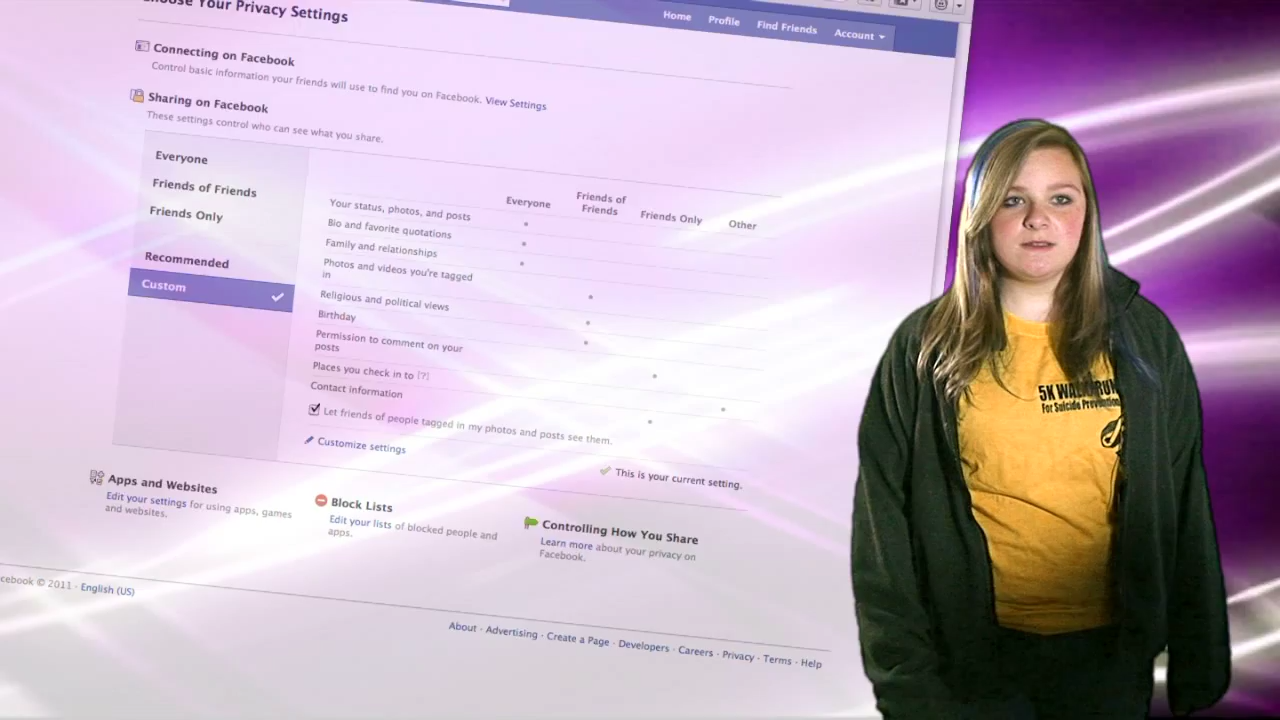 Choose Your Privacy Settings
Home Profile Find Friends Account
Connecting on Facebook
Control basic information your friends will use to find you on Facebook. View Settings
Sharing on Facebook
These settings control who can see what you share.
Everyone
Friends of Friends
Friends Only
Recommended
Custom
Everyone
Friends of
Friends
Friends Only
Other
Your status, photos, and posts
Bio and favorite quotations
Family and relationships
Photos and videos you're tagged
in
Religious and political views
Birthday
Permission to comment on your
posts
Places you check in to [?]
Contact information
Let friends of people tagged in my photos and posts see them.
Customize settings
This is your current setting.
Apps and Websites
Edit your settings for using apps, games
and websites.
Block Lists
Edit your lists of blocked people and
apps.
Controlling How You Share
Learn more about your privacy on
Facebook.
cebook © 2011 · English (US)
About · Advertising · Create a Page · Developers · Careers · Privacy · Terms · Help
5K WALK RUN
For Suicide Prevention